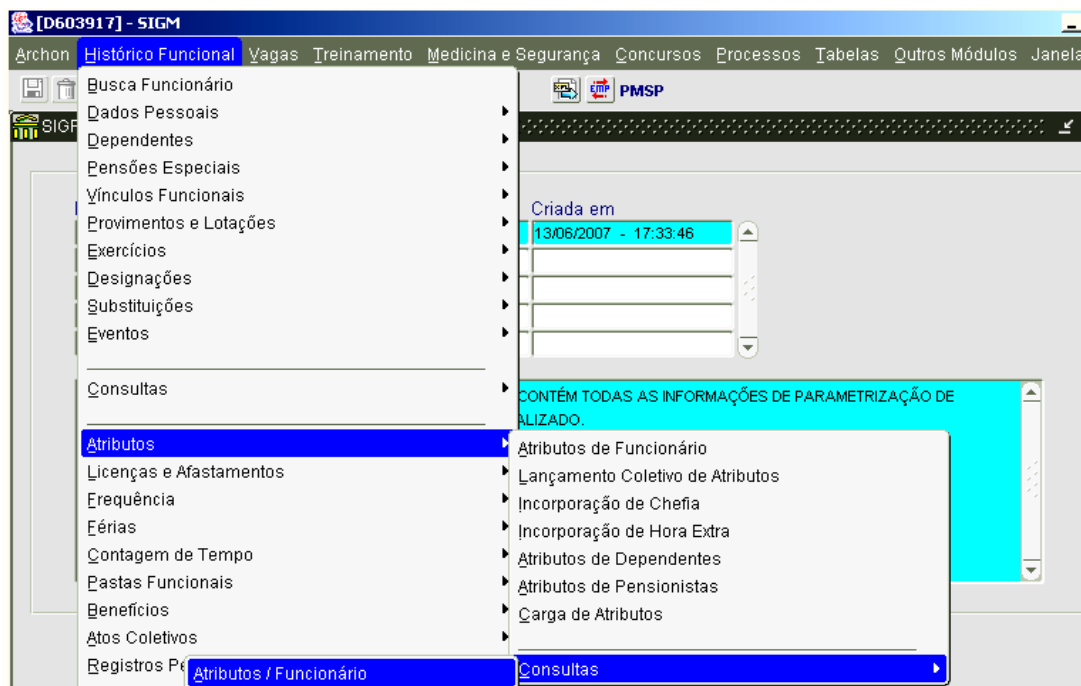 [D603917] - SIGM
Archon Histórico Funcional Vagas Treinamento Medicina e Segurança Concursos Processos Tabelas Outros Módulos Janela
EMP PMSP
Busca Funcionário
SIGP
Dados Pessoais
Dependentes
Pensões Especiais
Vínculos Funcionais
Criada em
Provimentos e Lotações
13/06/2007 - 17:33:46
Exercícios
Designações
Substituições
Eventos
Consultas
CONTÉM TODAS AS INFORMAÇÕES DE PARAMETRIZAÇÃO DE
ALIZADO.
Atributos
Licenças e Afastamentos
Frequência
Férias
Contagem de Tempo
Pastas Funcionais
Benefícios
Atos Coletivos
Registros Pe
Atributos de Funcionário
Lançamento Coletivo de Atributos
Incorporação de Chefia
Incorporação de Hora Extra
Atributos de Dependentes
Atributos de Pensionistas
Carga de Atributos
Consultas
Atributos / Funcionário